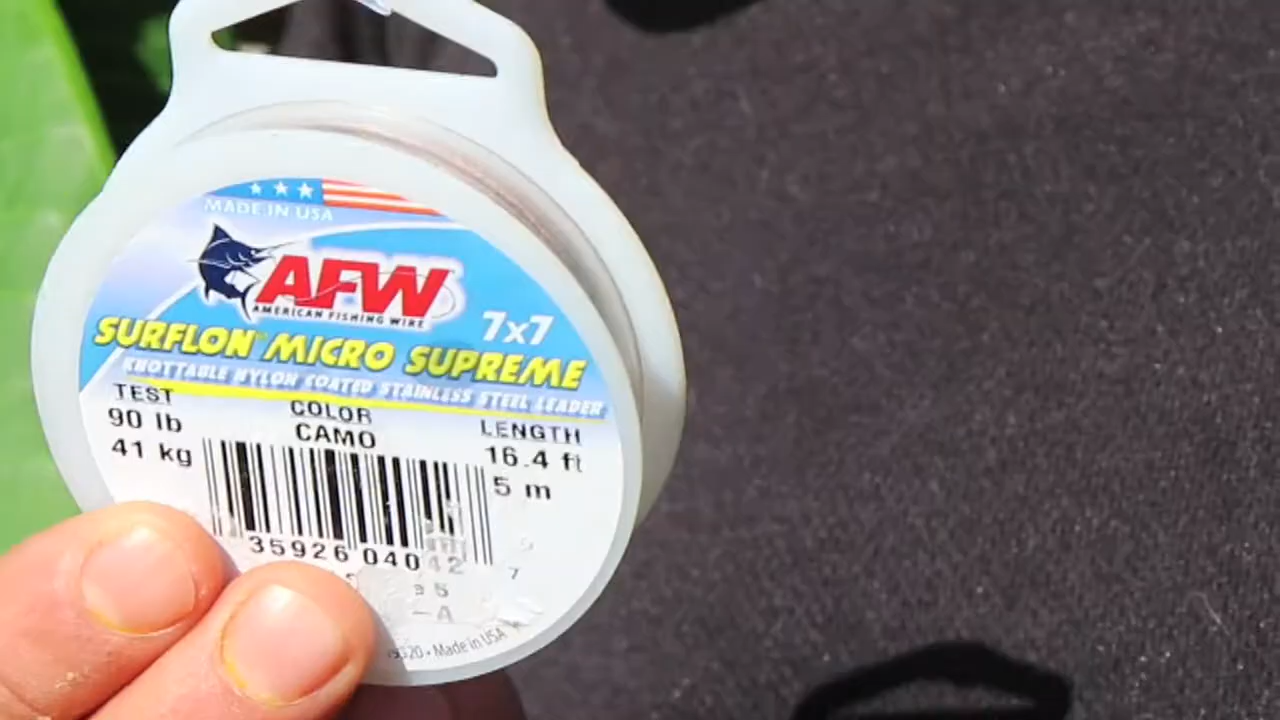 MADE IN USA
AFW
AMERICAN FISHING WIRE
7x7
SURFLON MICRO SUPREME
KNOTTABLE NYLON COATED STAINLESS STEEL LEADER
TEST
90 lb
41 kg
COLOR
CAMO
LENGTH
16.4 ft
5 m
35926 04042
7
Made in USA